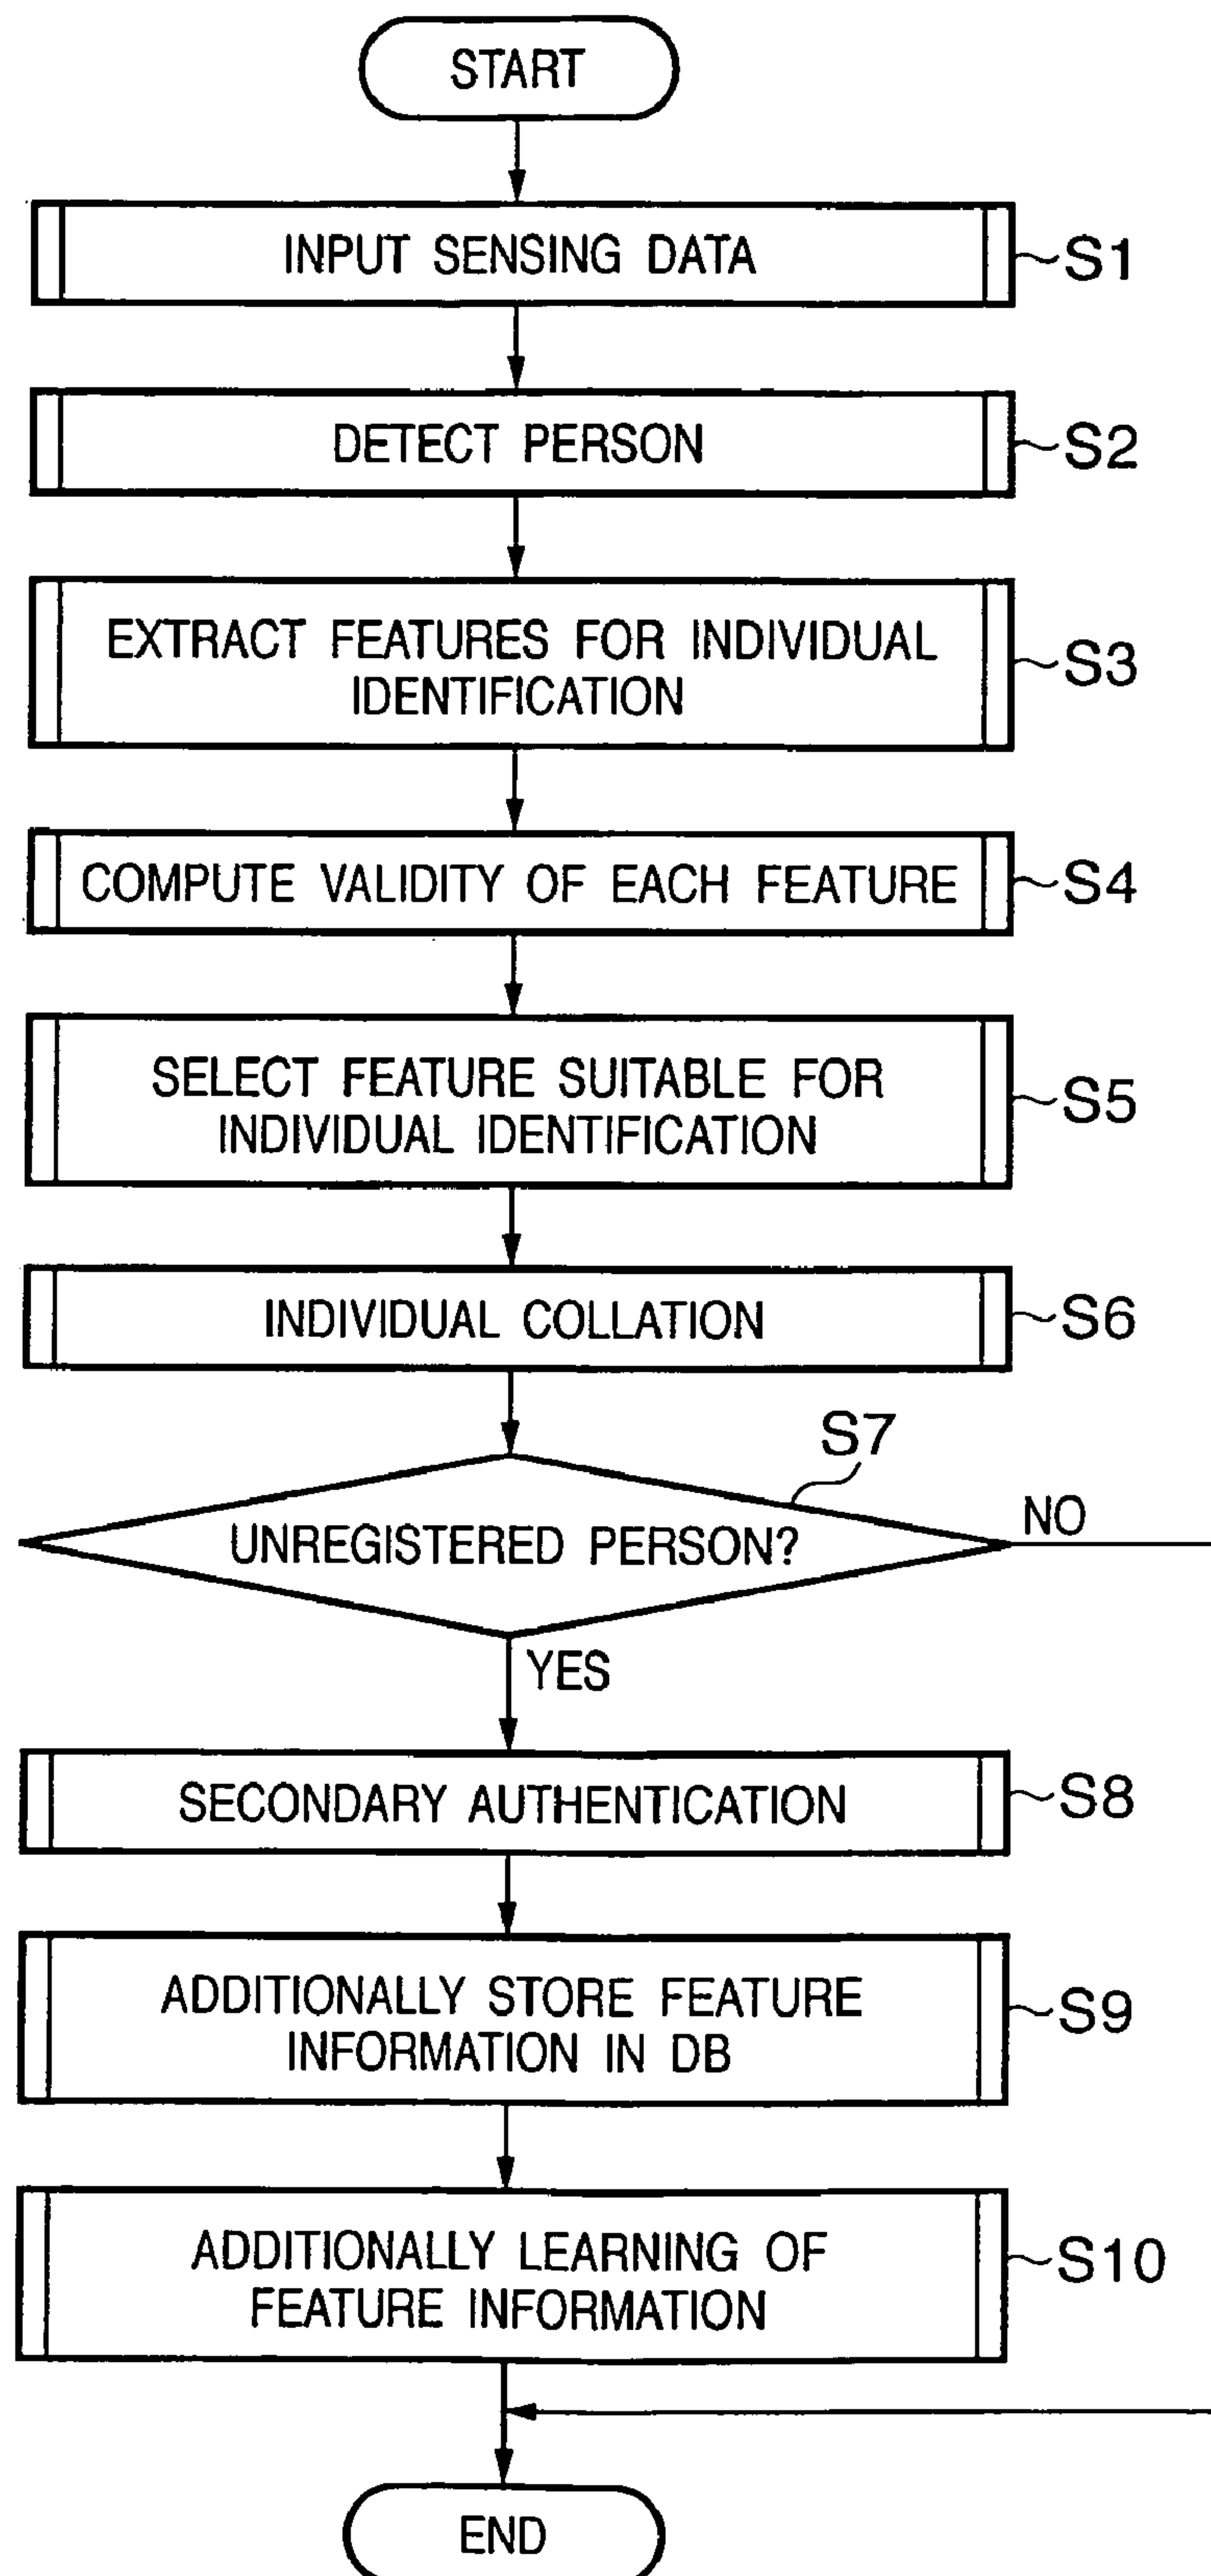 START
INPUT SENSING DATA
S1
DETECT PERSON
S2
EXTRACT FEATURES FOR INDIVIDUAL
IDENTIFICATION
S3
COMPUTE VALIDITY OF EACH FEATURE
S4
SELECT FEATURE SUITABLE FOR
INDIVIDUAL IDENTIFICATION
S5
INDIVIDUAL COLLATION
S6
S7
UNREGISTERED PERSON?
NO
YES
SECONDARY AUTHENTICATION
S8
ADDITIONALLY STORE FEATURE
INFORMATION IN DB
S9
ADDITIONALLY LEARNING OF
FEATURE INFORMATION
S10
END